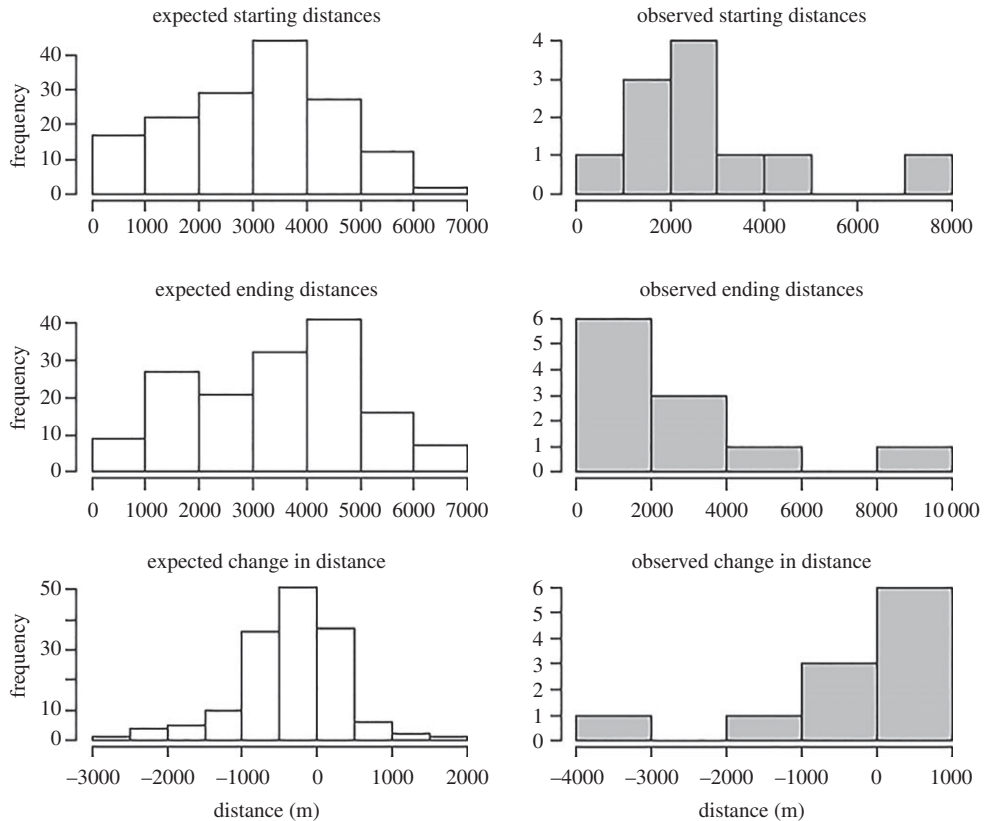 expected starting distances
frequency
40
30
20
10
0
0 1000 2000 3000 4000 5000 6000 7000
observed starting distances
4
3
2
1
0
0 2000 4000 6000 8000
expected ending distances
frequency
40
30
20
10
0
0 1000 2000 3000 4000 5000 6000 7000
observed ending distances
6
5
4
3
2
1
0
0 2000 4000 6000 8000 10 000
expected change in distance
frequency
50
30
10
0
–3000 –2000 –1000 0 1000 2000
distance (m)
observed change in distance
6
5
4
3
2
1
0
–4000 –3000 –2000 –1000 0 1000
distance (m)